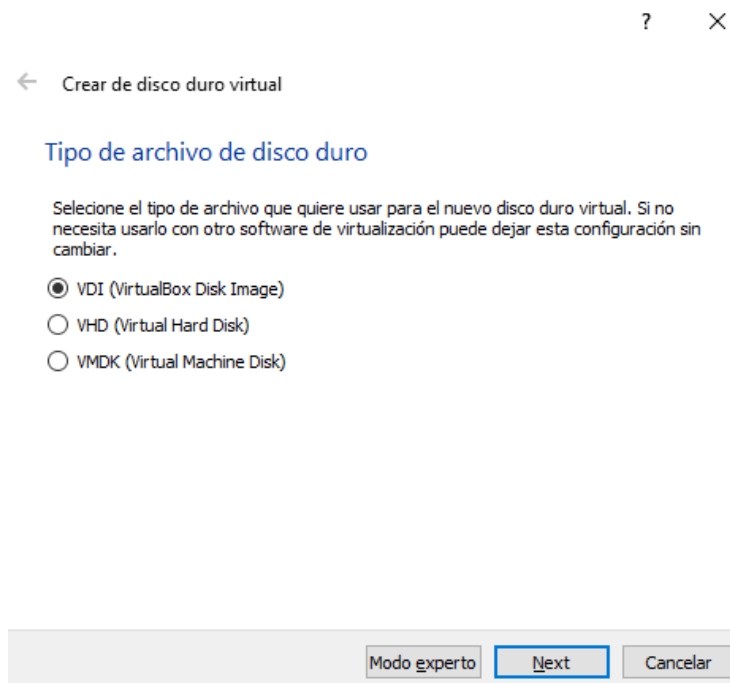 ?
Crear de disco duro virtual
Tipo de archivo de disco duro
Selecione el tipo de archivo que quiere usar para el nuevo disco duro virtual. Si no
necesita usarlo con otro software de virtualización puede dejar esta configuración sin
cambiar.
VDI (VirtualBox Disk Image)
VHD (Virtual Hard Disk)
VMDK (Virtual Machine Disk)
Modo experto Next Cancelar